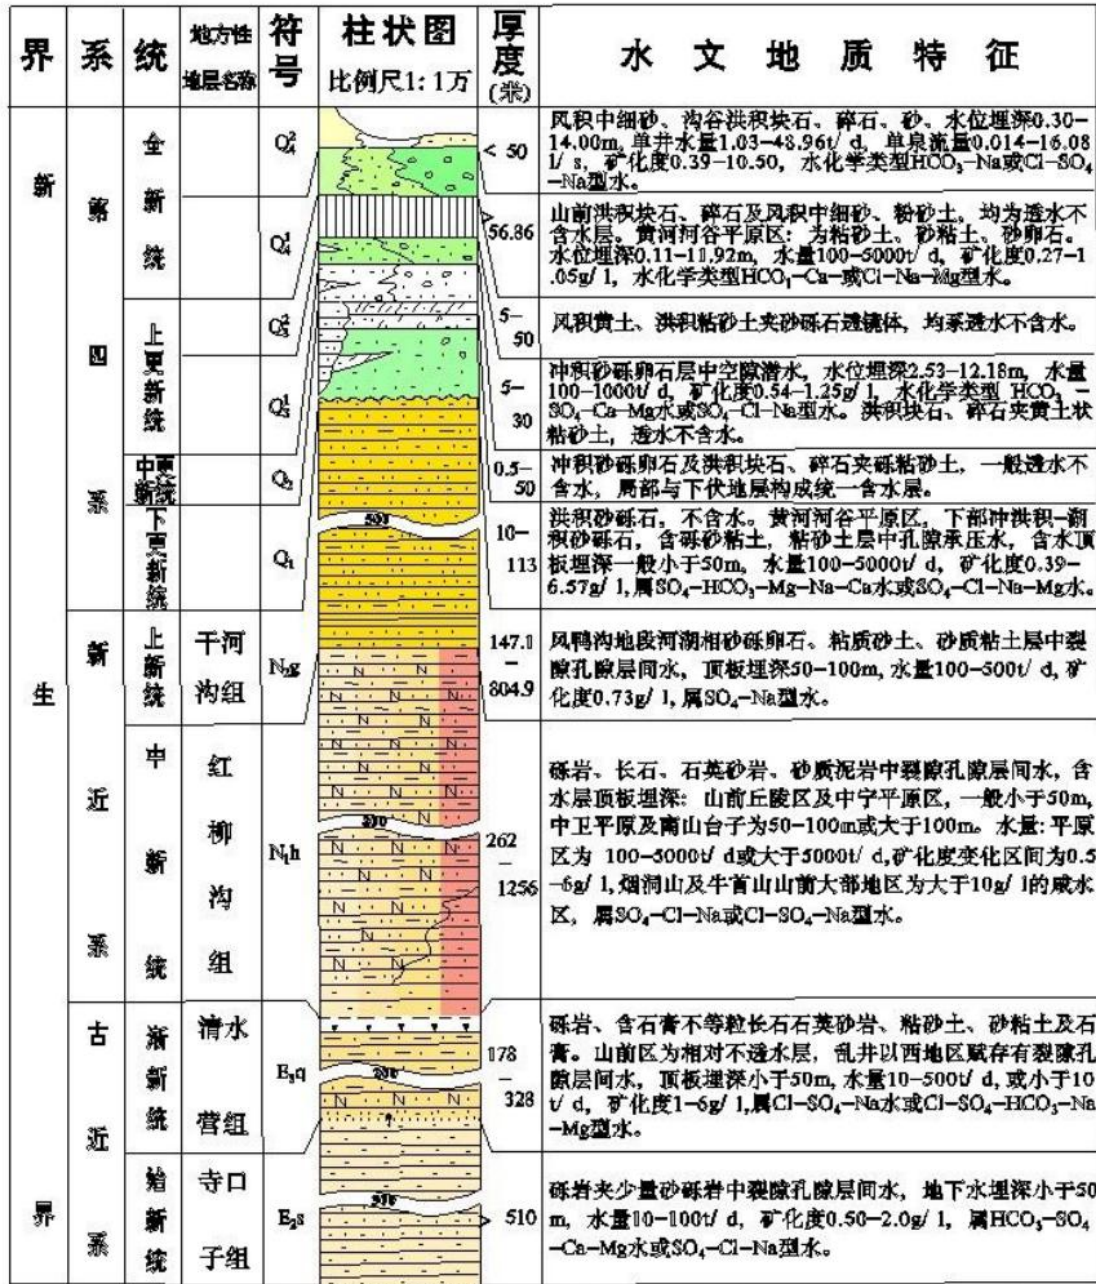 界 系 统 地方性地层名称 符号 柱状图 比例尺1: 1万 厚度(米) 水文地质特征
新生界
第四系
全新统
Q₄²
< 50
风积中细砂、沟谷洪积块石、碎石、砂、水位埋深0.30-
14.00m, 单井水量1.03-48.96t/ d, 单泉流量0.014-16.08
l/ s, 矿化度0.39-10.50, 水化学类型HCO₃-Na或Cl-SO₄
-Na型水。
Q₄¹
>
56.86
山前洪积块石、碎石及风积中细砂、粉砂土, 均为透水不
含水层。黄河河谷平原区: 为粘砂土、砂粘土、砂卵石。
水位埋深0.11-11.92m, 水量100-5000t/ d, 矿化度0.27-1
.05g/ l, 水化学类型HCO₃-Ca-或Cl-Na-Mg型水。
上更新统
Q₃²
5-
50
风积黄土、洪积粘砂土夹砂砾石透镜体, 均系透水不含水。
Q₃¹
5-
30
冲积砂砾卵石层中空隙潜水, 水位埋深2.53-12.18m, 水量
100-1000t/ d, 矿化度0.54-1.25g/ l, 水化学类型 HCO₃ -
SO₄-Ca-Mg水或SO₄-Cl-Na型水。洪积块石、碎石夹黄土状
粘砂土, 透水不含水。
中更新统
Q₂
0.5-
50
冲积砂砾卵石及洪积块石、碎石夹砾粘砂土, 一般透水不
含水, 局部与下伏地层构成统一含水层。
下更新统
Q₁
500
10-
113
洪积砂砾石, 不含水。黄河河谷平原区, 下部冲洪积-湖
积砂砾石, 含砾砂粘土, 粘砂土层中孔隙承压水, 含水顶
板埋深一般小于50m, 水量100-5000t/ d, 矿化度0.39-
6.57g/ l,属SO₄-HCO₃-Mg-Na-Ca水或SO₄-Cl-Na-Mg水。
新近系
上新统
干河沟组
N₂g
147.1
-
804.9
风鸭沟地段河湖相砂砾卵石、粘质砂土、砂质粘土层中裂
隙孔隙层间水, 顶板埋深50-100m, 水量100-500t/ d, 矿
化度0.73g/ l, 属SO₄-Na型水。
中新统
红柳沟组
N₁h
N N N
262
-
1256
砾岩、长石、石英砂岩、砂质泥岩中裂隙孔隙层间水, 含
水层顶板埋深: 山前丘陵区及中宁平原区, 一般小于50m,
中卫平原及南山台子为50-100m或大于100m。水量: 平原
区为 100-5000t/ d或大于5000t/ d,矿化度变化区间为0.5
-6g/ l,烟洞山及牛首山山前大部地区为大于10g/ l的咸水
区, 属SO₄-Cl-Na或Cl-SO₄-Na型水。
古近系
渐新统
清水营组
E₃q
178
-
328
砾岩、含石膏不等粒长石石英砂岩、粘砂土、砂粘土及石
膏。山前区为相对不透水层, 乱井以西地区赋存有裂隙孔
隙层间水, 顶板埋深小于50m, 水量10-500t/ d, 或小于10
t/ d, 矿化度1-6g/ l,属Cl-SO₄-Na水或Cl-SO₄-HCO₃-Na
-Mg型水。
始新统
寺口子组
E₂s
> 510
砾岩夹少量砂砾岩中裂隙孔隙层间水, 地下水埋深小于50
m, 水量10-100t/ d, 矿化度0.50-2.0g/ l, 属HCO₃-SO₄
-Ca-Mg水或SO₄-Cl-Na型水。